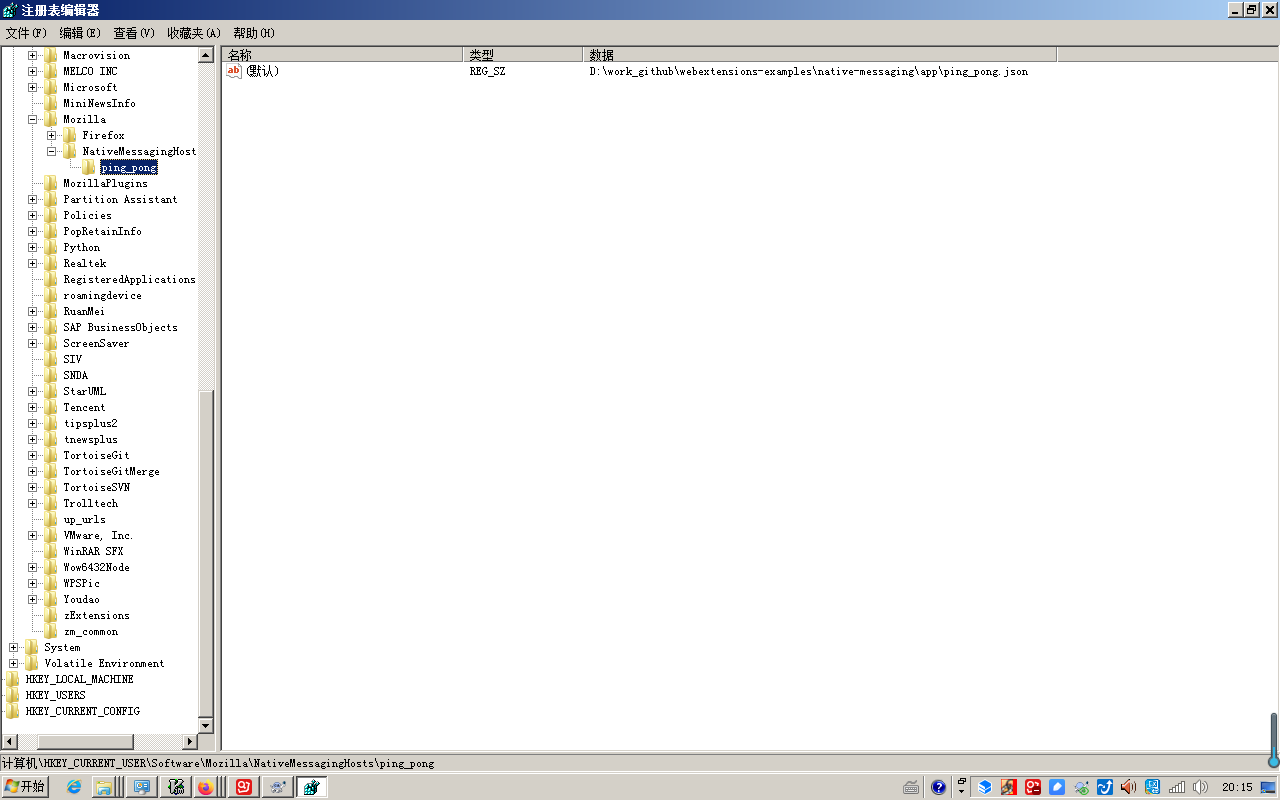 注册表编辑器
文件(F) 编辑(E) 查看(V) 收藏夹(A) 帮助(H)
名称 类型 数据
(默认) REG_SZ D:\work_github\webextensions-examples\native-messaging\app\ping_pong.json
Macrovision
MELCO INC
Microsoft
MiniNewsInfo
Mozilla
Firefox
NativeMessagingHost
ping_pong
MozillaPlugins
Partition Assistant
Policies
PopRetainInfo
Python
Realtek
RegisteredApplications
roamingdevice
RuanMei
SAP BusinessObjects
ScreenSaver
SIV
SNDA
StarUML
Tencent
tipsplus2
tnewsplus
TortoiseGit
TortoiseGitMerge
TortoiseSVN
Trolltech
up_urls
VMware, Inc.
WinRAR SFX
Wow6432Node
WPSPic
Youdao
zExtensions
zm_common
System
Volatile Environment
HKEY_LOCAL_MACHINE
HKEY_USERS
HKEY_CURRENT_CONFIG
计算机\HKEY_CURRENT_USER\Software\Mozilla\NativeMessagingHosts\ping_pong
开始 20:15